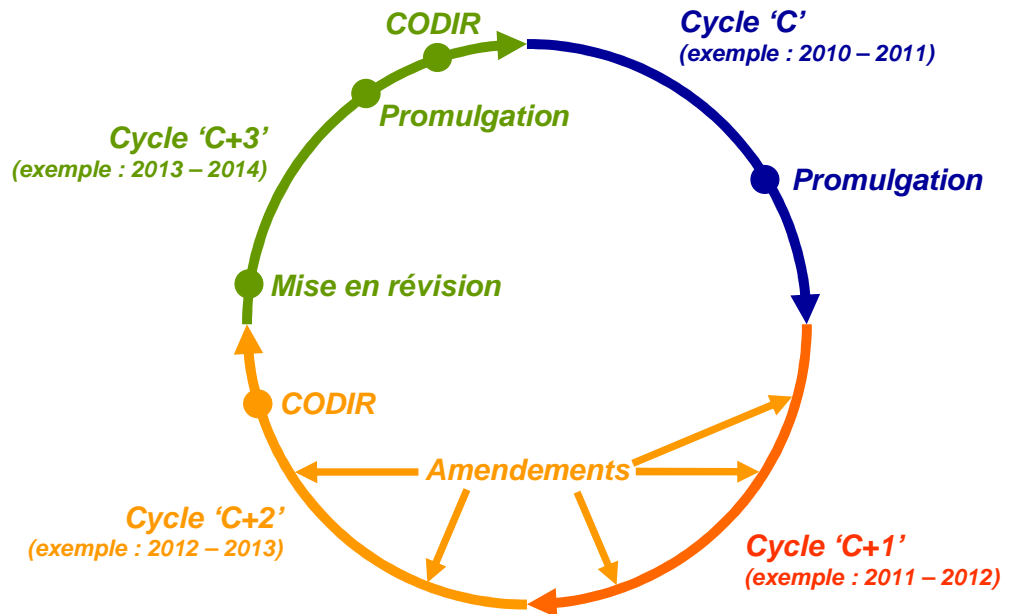 CODIR
Cycle ‘C’
(exemple : 2010 – 2011)
Promulgation
Cycle ‘C+3’
(exemple : 2013 – 2014)
Promulgation
Mise en révision
CODIR
Amendements
Cycle ‘C+2’
(exemple : 2012 – 2013)
Cycle ‘C+1’
(exemple : 2011 – 2012)